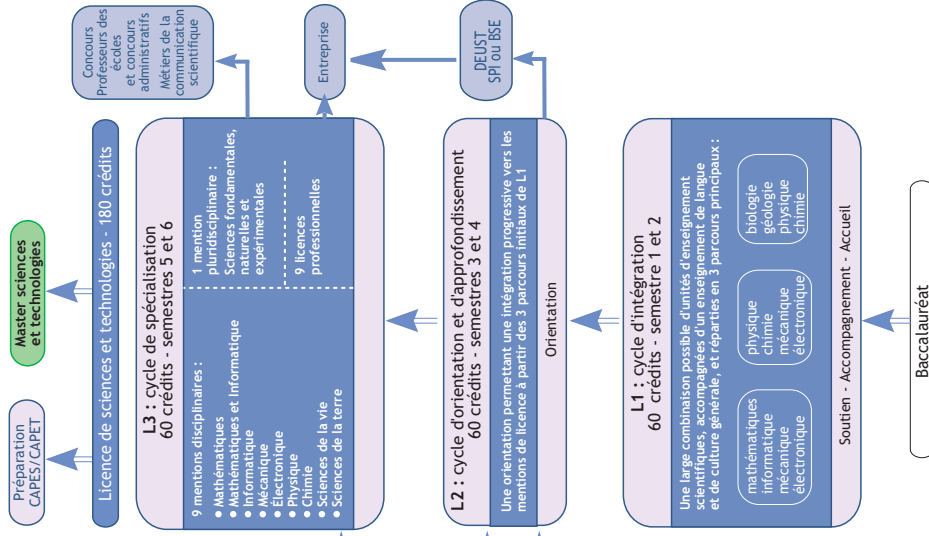 Préparation
CAPES/CAPET
Master sciences
et technologies
Concours
Professeurs des
écoles
et concours
administratifs
Métiers de la
communication
scientifique
Licence de sciences et technologies - 180 crédits
L3 : cycle de spécialisation
60 crédits - semestres 5 et 6
9 mentions disciplinaires :
● Mathématiques
● Mathématiques et Informatique
● Informatique
● Mécanique
● Électronique
● Physique
● Chimie
● Sciences de la vie
● Sciences de la terre
1 mention
pluridisciplinaire :
Sciences fondamentales,
naturelles et
expérimentales
9 licences
professionnelles
Entreprise
L2 : cycle d'orientation et d'approfondissement
60 crédits - semestres 3 et 4
Une orientation permettant une intégration progressive vers les
mentions de licence à partir des 3 parcours initiaux de L1
Orientation
DEUST
SPI ou BSE
L1 : cycle d'intégration
60 crédits - semestre 1 et 2
Une large combinaison possible d'unités d'enseignement
scientifiques, accompagnées d'un enseignement de langue
et de culture générale, et réparties en 3 parcours principaux :
mathématiques
informatique
mécanique
électronique
physique
chimie
mécanique
électronique
biologie
géologie
physique
chimie
Soutien - Accompagnement - Accueil
Baccalauréat